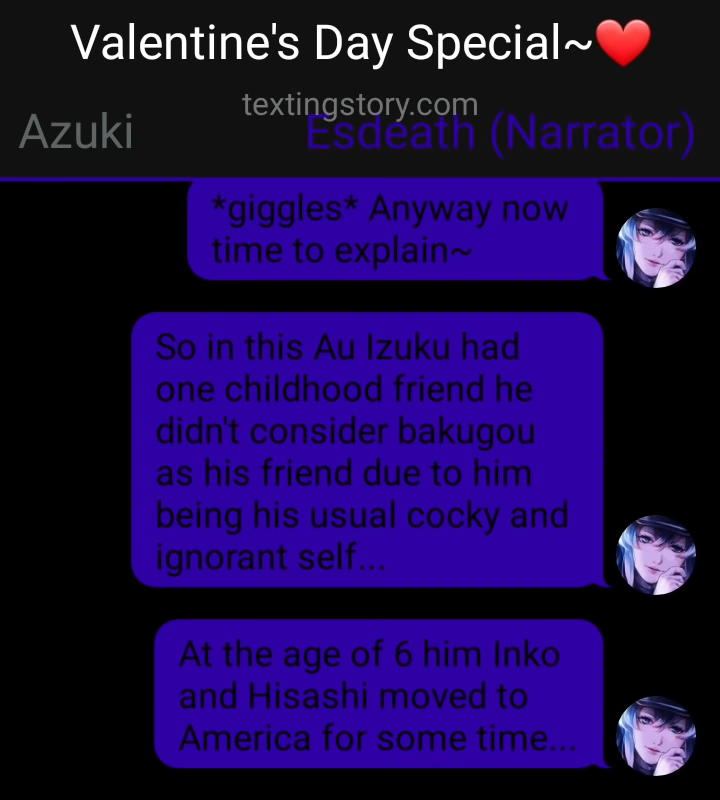 Valentine's Day Special~❤️
textingstory.com
Azuki
Esdeath (Narrator)
*giggles* Anyway now
time to explain~
So in this Au Izuku had
one childhood friend he
didn't consider bakugou
as his friend due to him
being his usual cocky and
ignorant self...
At the age of 6 him Inko
and Hisashi moved to
America for some time...